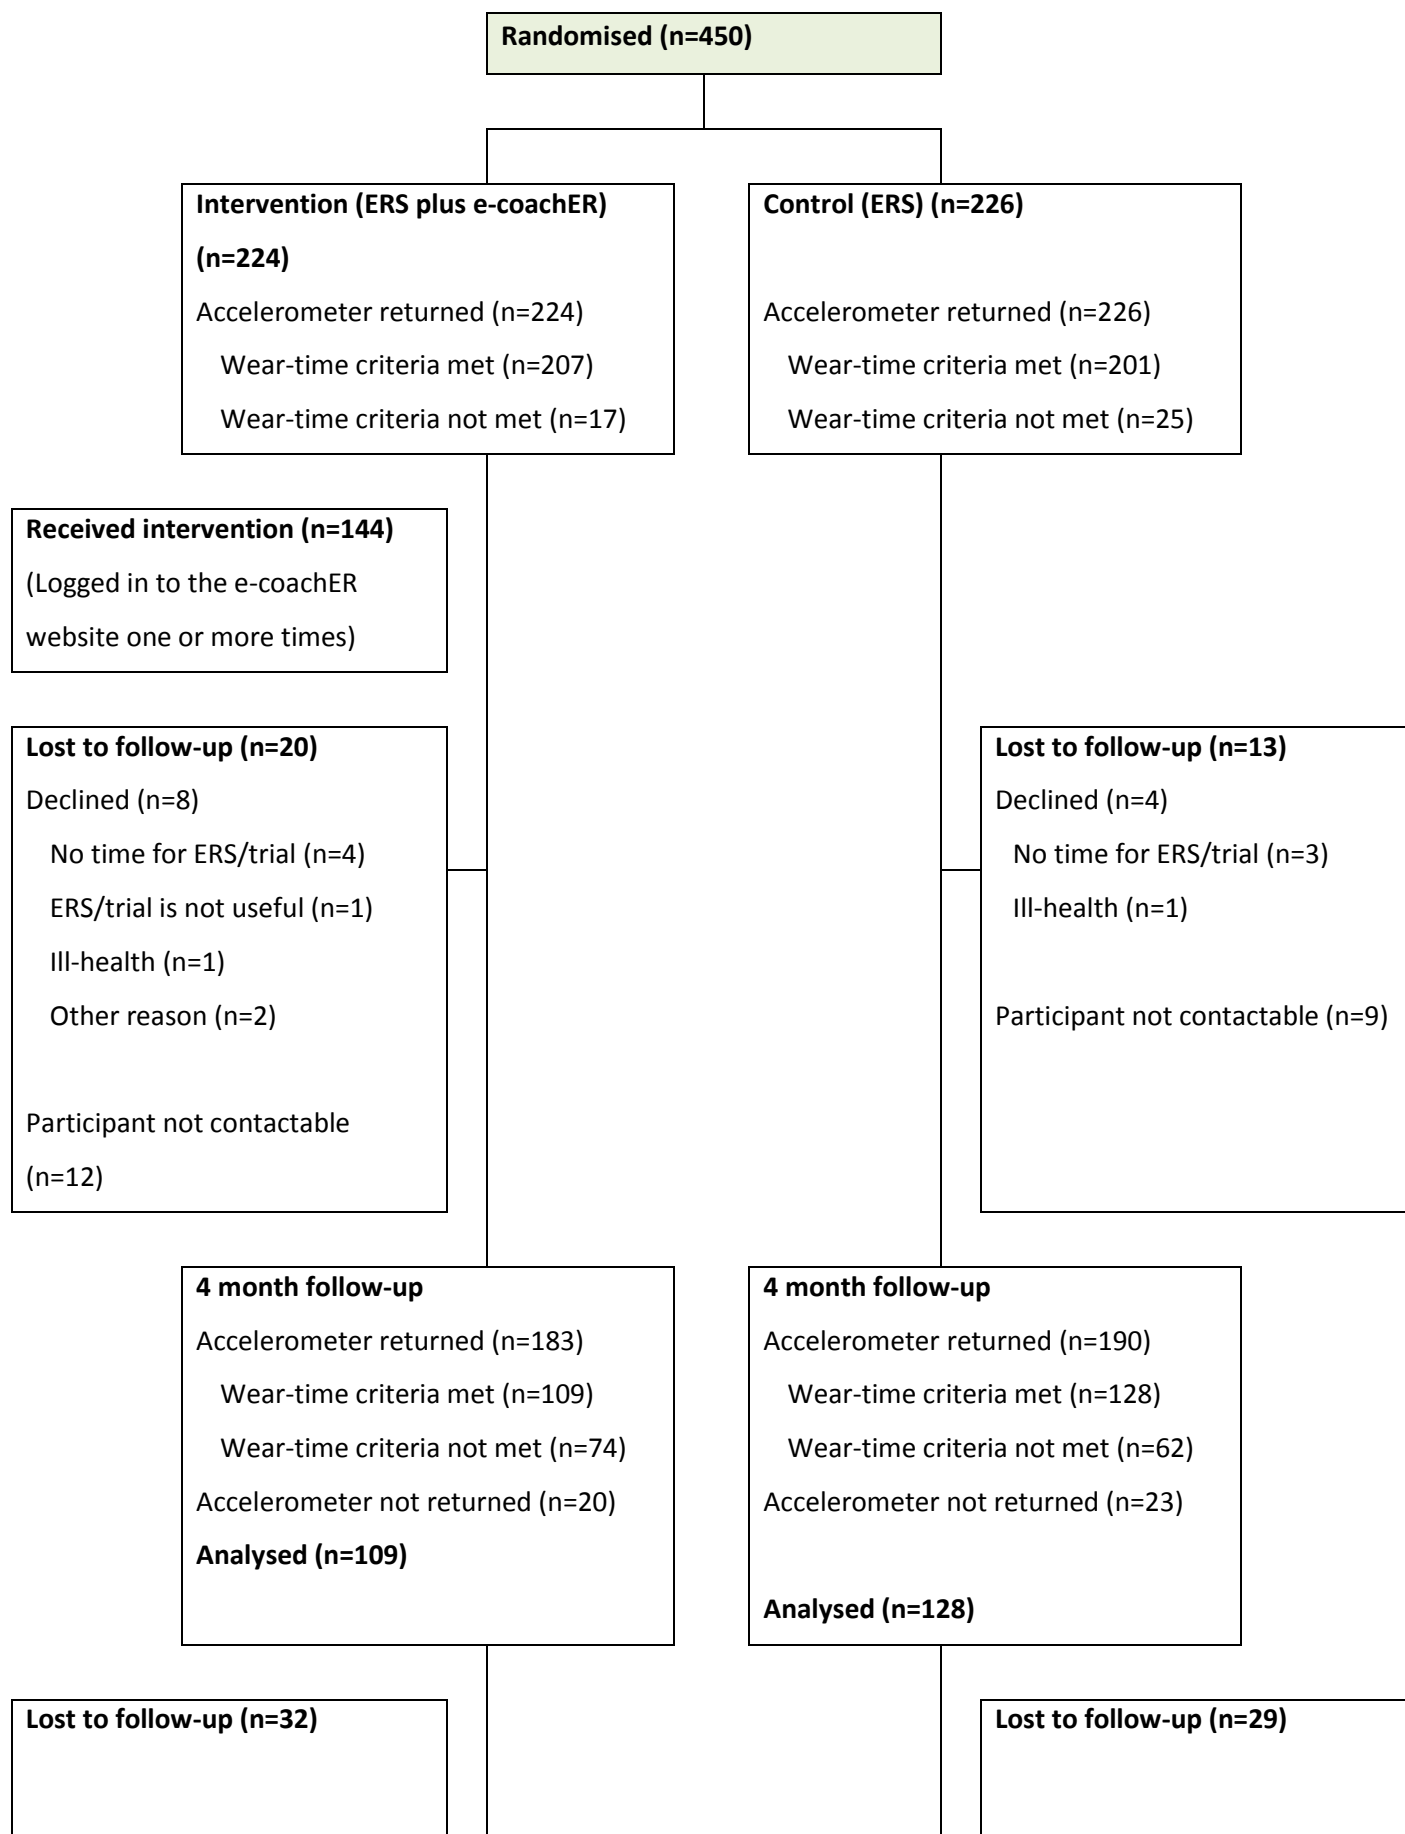 Randomised (n=450)
Intervention (ERS plus e-coachER)
(n=224)
Accelerometer returned (n=224)
Wear-time criteria met (n=207)
Wear-time criteria not met (n=17)
Control (ERS) (n=226)
Accelerometer returned (n=226)
Wear-time criteria met (n=201)
Wear-time criteria not met (n=25)
Received intervention (n=144)
(Logged in to the e-coachER
website one or more times)
Lost to follow-up (n=20)
Declined (n=8)
No time for ERS/trial (n=4)
ERS/trial is not useful (n=1)
Ill-health (n=1)
Other reason (n=2)
Participant not contactable
(n=12)
Lost to follow-up (n=13)
Declined (n=4)
No time for ERS/trial (n=3)
Ill-health (n=1)
Participant not contactable (n=9)
4 month follow-up
Accelerometer returned (n=183)
Wear-time criteria met (n=109)
Wear-time criteria not met (n=74)
Accelerometer not returned (n=20)
Analysed (n=109)
4 month follow-up
Accelerometer returned (n=190)
Wear-time criteria met (n=128)
Wear-time criteria not met (n=62)
Accelerometer not returned (n=23)
Analysed (n=128)
Lost to follow-up (n=32)
Lost to follow-up (n=29)